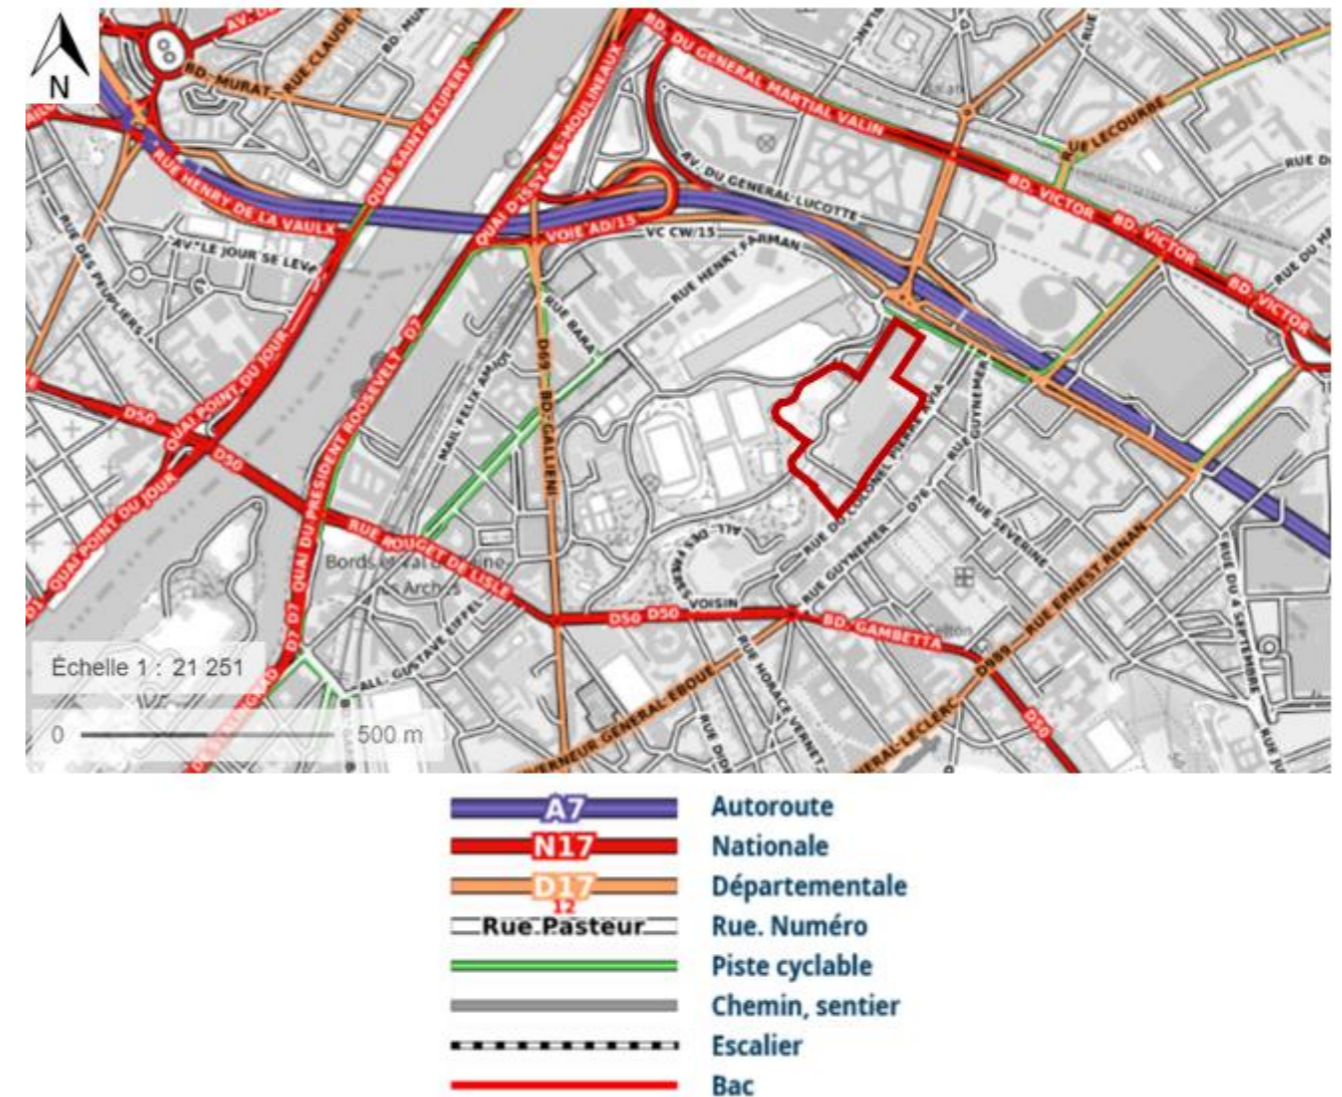 N
BD. MURAT
RUE CLAUDE
QUAI SAINT-EXUPERY
QUAI D'ISSY-LES-MOULINEAUX
BD. DU GENERAL MARTIAL VALIN
RUE LECOURBE
RUE HENRY DE LA VAULX
AV. DU GENERAL LUCOTTE
BD. VICTOR
BD. VICTOR
BD. VICTOR
VOIE AD/15
VC CW/15
RUE HENRY FARMAN
RUE DES PEUPLIERS
AV. LE JOUR SE LEVE
RUE BARA
QUAI POINT DU JOUR
QUAI DU PRESIDENT ROOSEVELT
D7
D69
BD. GALLIENI
MAIL FELIX AMIOT
RUE GUYNEMER
D50
D50
QUAI POINT DU JOUR
RUE DU COLONEL PIERRE AVIA
RUE GUYNEMER
D76
RUE SEVERINE
RUE ROUGET DE LISLE
RUE ERNEST RENAN
RUE DU 4 SEPTEMBRE
D50 D50
VOISIN
BD. GAMBETTA
D7 D7
ALL. GUSTAVE EIFFEL
D989
RUE HORACE VERNET
D50
Échelle 1 : 21 251
0 500 m
A7 Autoroute
N17 Nationale
D17 Départementale
12
Rue Pasteur Rue. Numéro
Piste cyclable
Chemin, sentier
Escalier
Bac